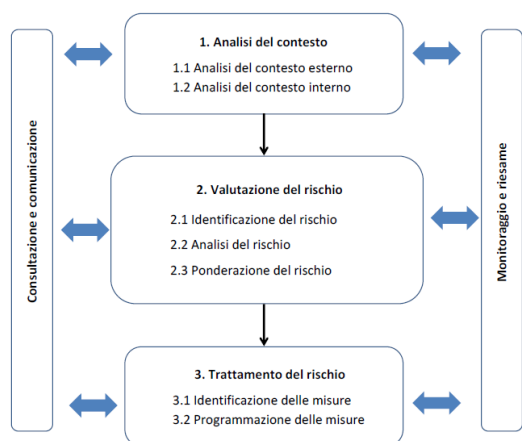 Consultazione e comunicazione
1. Analisi del contesto
1.1 Analisi del contesto esterno
1.2 Analisi del contesto interno
2. Valutazione del rischio
2.1 Identificazione del rischio
2.2 Analisi del rischio
2.3 Ponderazione del rischio
3. Trattamento del rischio
3.1 Identificazione delle misure
3.2 Programmazione delle misure
Monitoraggio e riesame